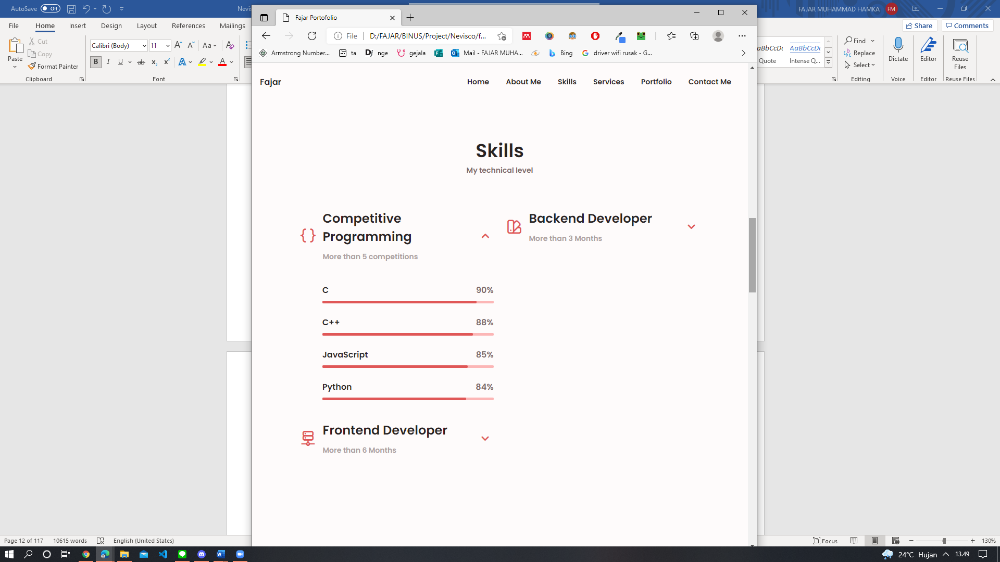 AutoSave Off
Nevis
FAJAR MUHAMMAD HAMKA FM
File Home Insert Design Layout References Mailings
Share Comments
Paste
Cut
Copy
Format Painter
Clipboard
Calibri (Body) 11
Font
Quote
Intense Q...
Find
Replace
Select
Editing
Dictate
Voice
Editor
Editor
Reuse
Files
Reuse Files
Fajar Portofolio
File D:/FAJAR/BINUS/Project/Nevisco/f...
Armstrong Number... ta nge gejala Mail - FAJAR MUHA... Bing driver wifi rusak - G...
Fajar
Home About Me Skills Services Portfolio Contact Me
Skills
My technical level
Competitive
Programming
More than 5 competitions
C 90%
C++ 88%
JavaScript 85%
Python 84%
Frontend Developer
More than 6 Months
Backend Developer
More than 3 Months
Page 12 of 117 10615 words English (United States)
Focus 130%
24°C Hujan 13.49